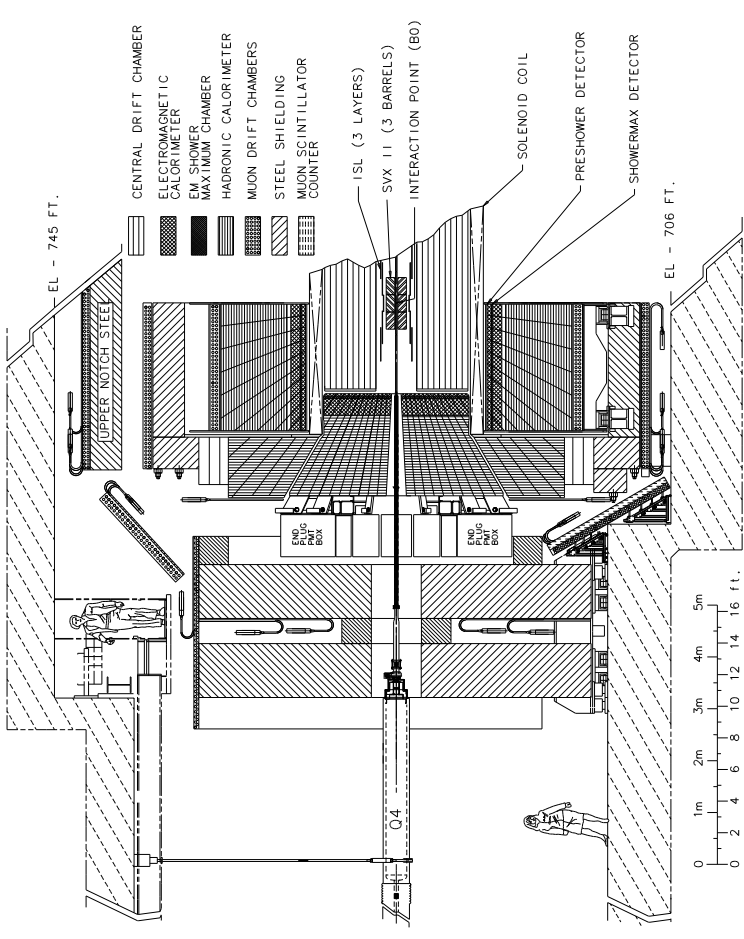 CENTRAL DRIFT CHAMBER
ELECTROMAGNETIC
CALORIMETER
EM SHOWER
MAXIMUM CHAMBER
HADRONIC CALORIMETER
MUON DRIFT CHAMBERS
STEEL SHIELDING
MUON SCINTILLATOR
COUNTER
ISL (3 LAYERS)
SVX II (3 BARRELS)
INTERACTION POINT (B0)
SOLENOID COIL
PRESHOWER DETECTOR
SHOWERMAX DETECTOR
EL - 745 FT.
EL - 706 FT.
UPPER NOTCH STEEL
END
PLUG
PMT
BOX
END
PLUG
PMT
BOX
Q4
0 1m 2m 3m 4m 5m
0 2 4 6 8 10 12 14 16 ft.